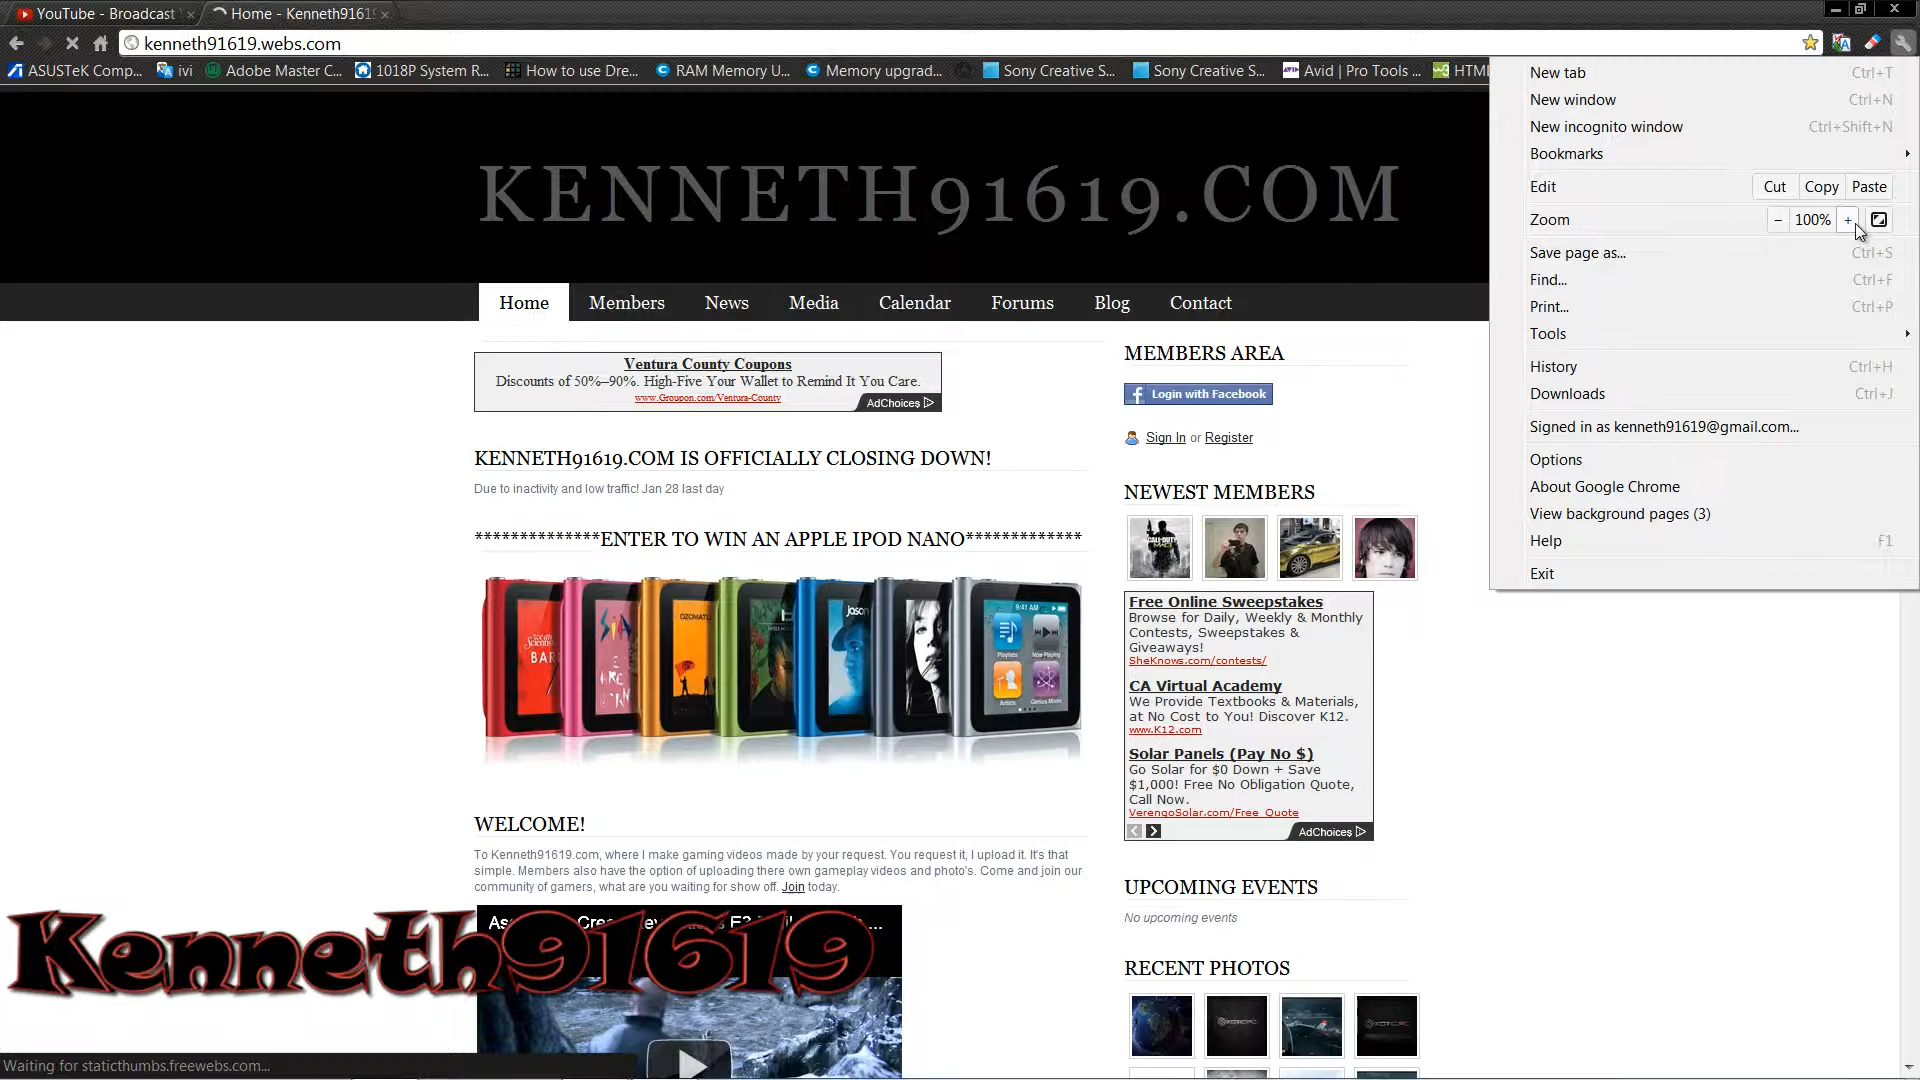 YouTube - Broadcast
Home - Kenneth9161
kenneth91619.webs.com
ASUSTeK Comp... ivi Adobe Master C... 1018P System R... How to use Dre... RAM Memory U... Memory upgrad... Sony Creative S... Sony Creative S... Avid | Pro Tools ... HTML
New tab Ctrl+T
New window Ctrl+N
New incognito window Ctrl+Shift+N
Bookmarks
Edit Cut Copy Paste
Zoom − 100% +
Save page as... Ctrl+S
Find... Ctrl+F
Print... Ctrl+P
Tools
History Ctrl+H
Downloads Ctrl+J
Signed in as kenneth91619@gmail.com...
Options
About Google Chrome
View background pages (3)
Help F1
Exit
KENNETH91619.COM
Home Members News Media Calendar Forums Blog Contact
Ventura County Coupons
Discounts of 50%–90%. High-Five Your Wallet to Remind It You Care.
www.Groupon.com/Ventura-County
AdChoices
KENNETH91619.COM IS OFFICIALLY CLOSING DOWN!
Due to inactivity and low traffic! Jan 28 last day
**************ENTER TO WIN AN APPLE IPOD NANO*************
9:41 AM
Playlists
Now Playing
Artists
Genius Mixes
WELCOME!
To Kenneth91619.com, where I make gaming videos made by your request. You request it, I upload it. It's that
simple. Members also have the option of uploading there own gameplay videos and photo's. Come and join our
community of gamers, what are you waiting for show off. Join today.
Kenneth91619
MEMBERS AREA
Login with Facebook
Sign In or Register
NEWEST MEMBERS
Free Online Sweepstakes
Browse for Daily, Weekly & Monthly
Contests, Sweepstakes &
Giveaways!
SheKnows.com/contests/
CA Virtual Academy
We Provide Textbooks & Materials,
at No Cost to You! Discover K12.
www.K12.com
Solar Panels (Pay No $)
Go Solar for $0 Down + Save
$1,000! Free No Obligation Quote,
Call Now.
VerengoSolar.com/Free_Quote
AdChoices
UPCOMING EVENTS
No upcoming events
RECENT PHOTOS
Waiting for staticthumbs.freewebs.com...